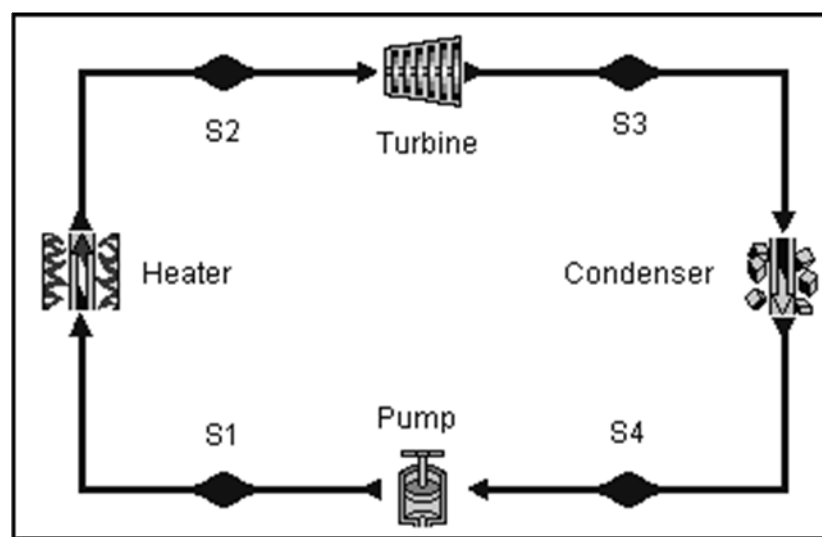 S2
Turbine
S3
Heater
Condenser
S1
Pump
S4